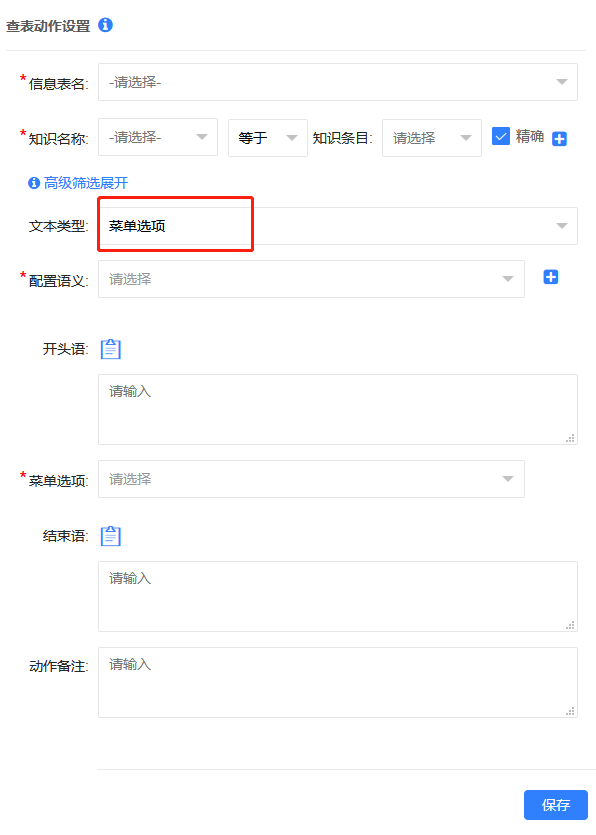 查表动作设置
*信息表名: -请选择-
*知识名称: -请选择- 等于 知识条目: 请选择 精确
高级筛选展开
文本类型: 菜单选项
*配置语义: 请选择
开头语:
请输入
*菜单选项: 请选择
结束语:
请输入
动作备注: 请输入
保存